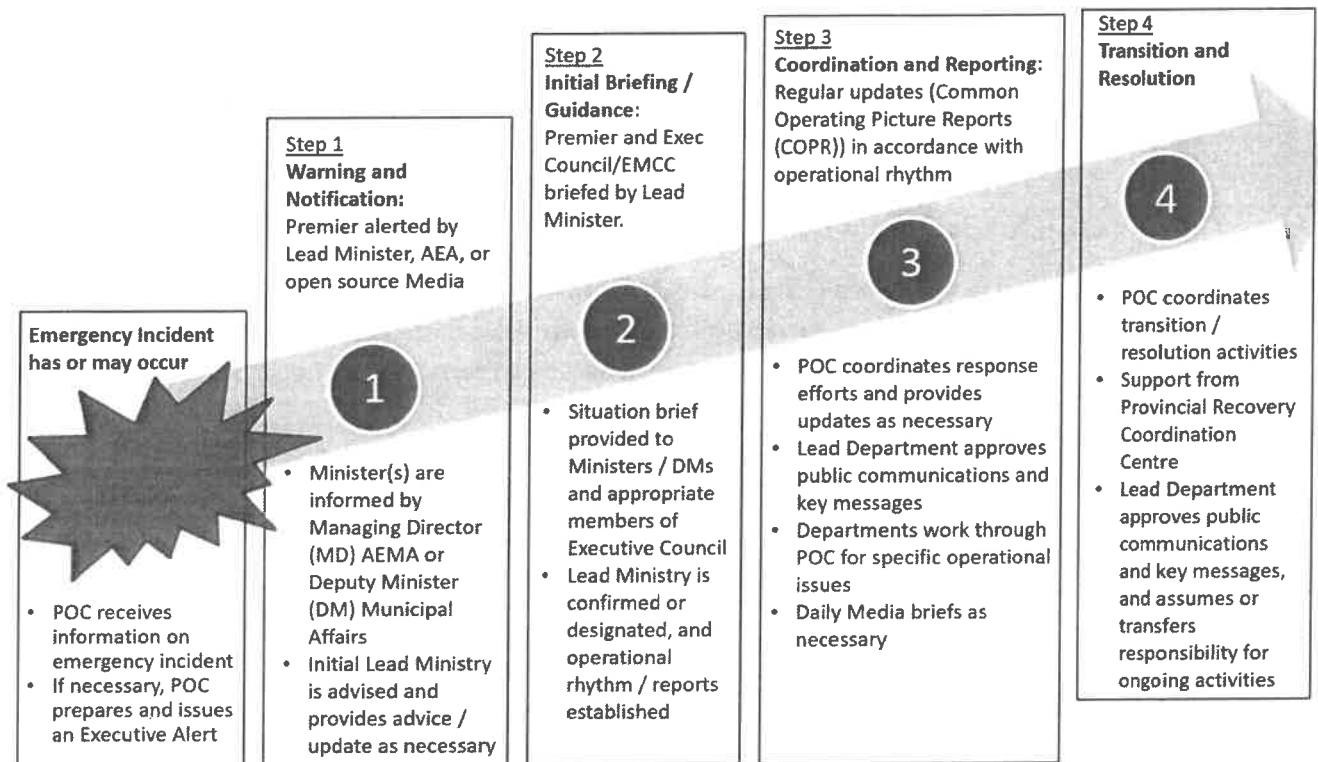 Emergency Incident
has or may occur
• POC receives
information on
emergency incident
• If necessary, POC
prepares and issues
an Executive Alert
Step 1
Warning and
Notification:
Premier alerted by
Lead Minister, AEA, or
open source Media
1
• Minister(s) are
informed by
Managing Director
(MD) AEMA or
Deputy Minister
(DM) Municipal
Affairs
• Initial Lead Ministry
is advised and
provides advice /
update as necessary
Step 2
Initial Briefing /
Guidance:
Premier and Exec
Council/EMCC
briefed by Lead
Minister.
2
• Situation brief
provided to
Ministers / DMs
and appropriate
members of
Executive Council
• Lead Ministry is
confirmed or
designated, and
operational
rhythm / reports
established
Step 3
Coordination and Reporting:
Regular updates (Common
Operating Picture Reports
(COPR)) in accordance with
operational rhythm
3
• POC coordinates response
efforts and provides
updates as necessary
• Lead Department approves
public communications and
key messages
• Departments work through
POC for specific operational
issues
• Daily Media briefs as
necessary
Step 4
Transition and
Resolution
4
• POC coordinates
transition /
resolution activities
• Support from
Provincial Recovery
Coordination
Centre
• Lead Department
approves public
communications
and key messages,
and assumes or
transfers
responsibility for
ongoing activities